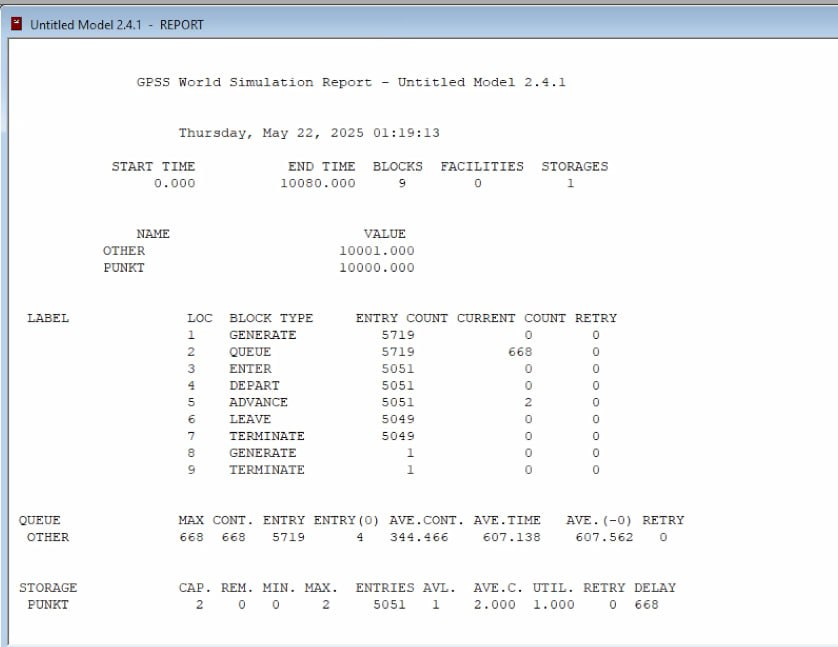 Untitled Model 2.4.1 - REPORT
GPSS World Simulation Report - Untitled Model 2.4.1
Thursday, May 22, 2025 01:19:13
START TIME END TIME BLOCKS FACILITIES STORAGES
0.000 10080.000 9 0 1
NAME VALUE
OTHER 10001.000
PUNKT 10000.000
LABEL LOC BLOCK TYPE ENTRY COUNT CURRENT COUNT RETRY
1 GENERATE 5719 0 0
2 QUEUE 5719 668 0
3 ENTER 5051 0 0
4 DEPART 5051 0 0
5 ADVANCE 5051 2 0
6 LEAVE 5049 0 0
7 TERMINATE 5049 0 0
8 GENERATE 1 0 0
9 TERMINATE 1 0 0
QUEUE MAX CONT. ENTRY ENTRY(0) AVE.CONT. AVE.TIME AVE.(-0) RETRY
OTHER 668 668 5719 4 344.466 607.138 607.562 0
STORAGE CAP. REM. MIN. MAX. ENTRIES AVL. AVE.C. UTIL. RETRY DELAY
PUNKT 2 0 0 2 5051 1 2.000 1.000 0 668